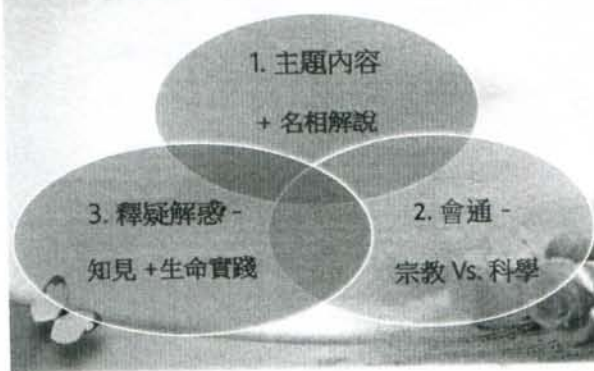 1. 主題內容
+ 名相解說
3. 釋疑解惑 -
知見 +生命實踐
2. 會通 -
宗教 Vs. 科學